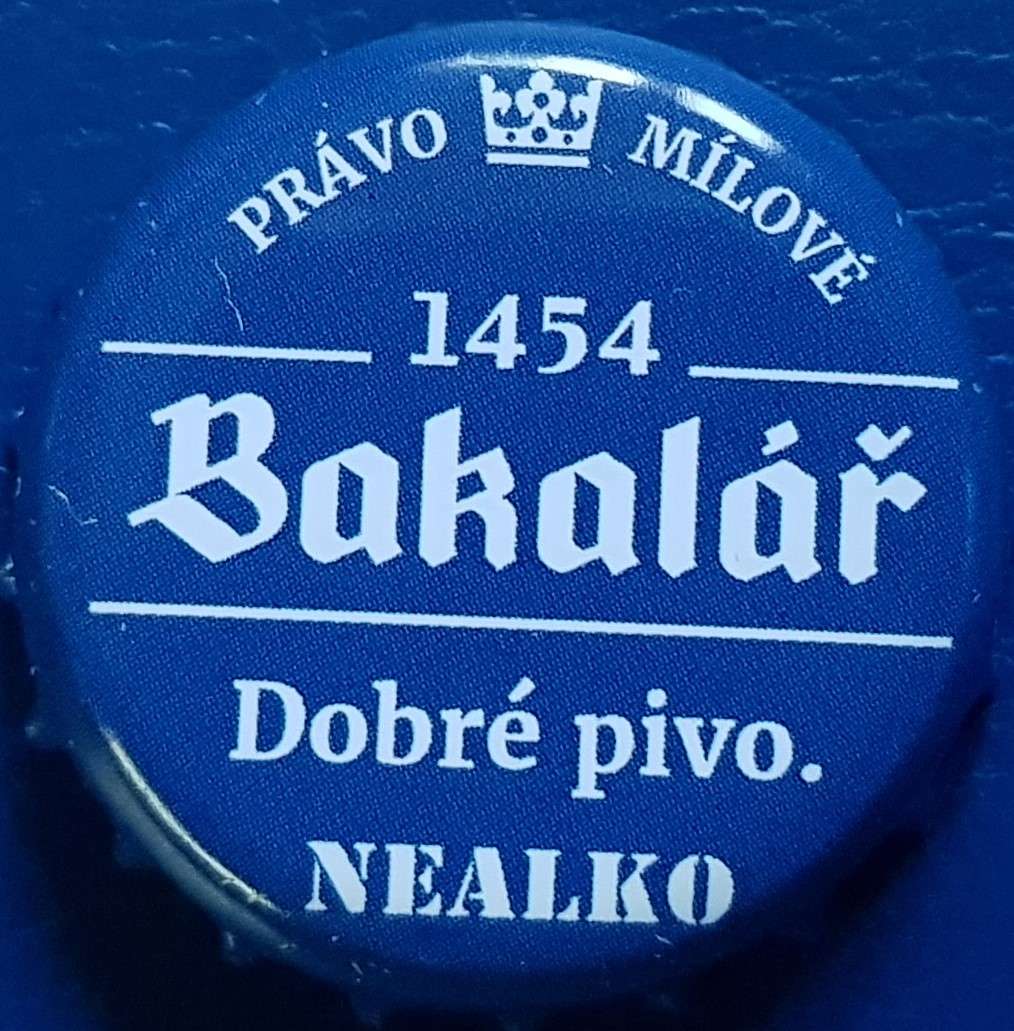 PRÁVO MÍLOVÉ
1454
Bakalář
Dobré pivo.
NEALKO